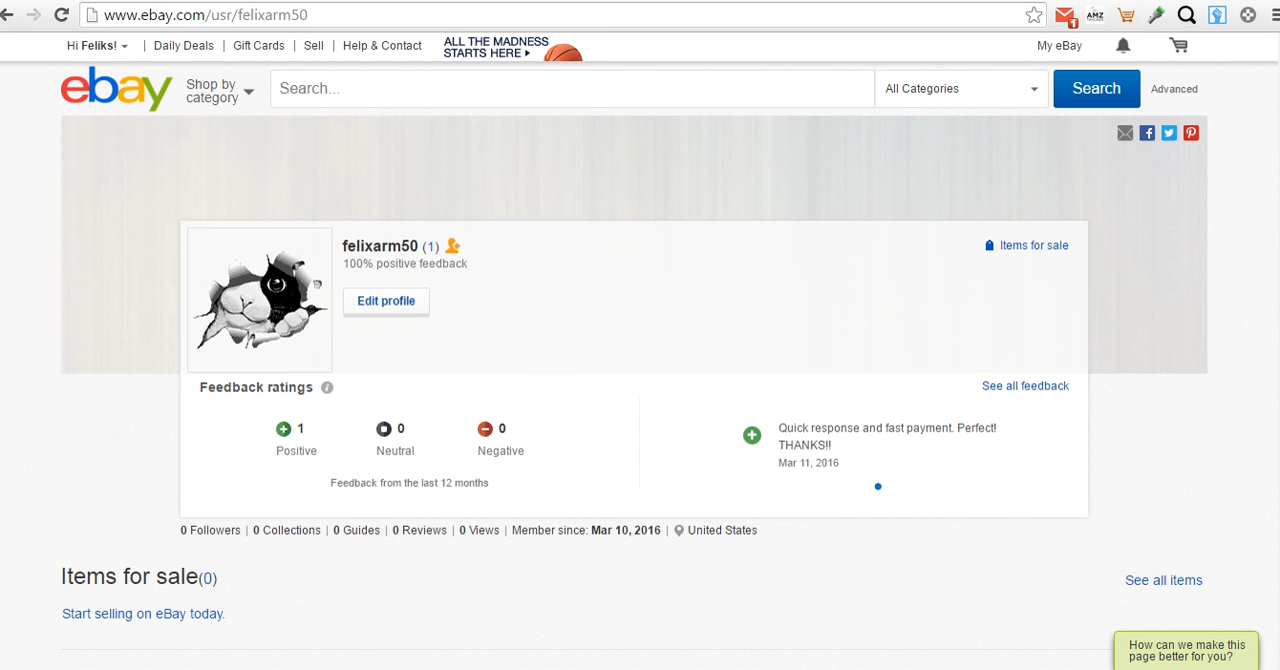 www.ebay.com/usr/felixarm50
1
AMZ
Hi Feliks! | Daily Deals | Gift Cards | Sell | Help & Contact
ALL THE MADNESS
STARTS HERE
My eBay
ebay
Shop by
category
Search...
All Categories
Search
Advanced
felixarm50 (1)
100% positive feedback
Items for sale
Edit profile
Feedback ratings
See all feedback
1 0 0
Positive Neutral Negative
Feedback from the last 12 months
Quick response and fast payment. Perfect!
THANKS!!
Mar 11, 2016
0 Followers | 0 Collections | 0 Guides | 0 Reviews | 0 Views | Member since: Mar 10, 2016 | United States
Items for sale(0)
See all items
Start selling on eBay today.
How can we make this
page better for you?